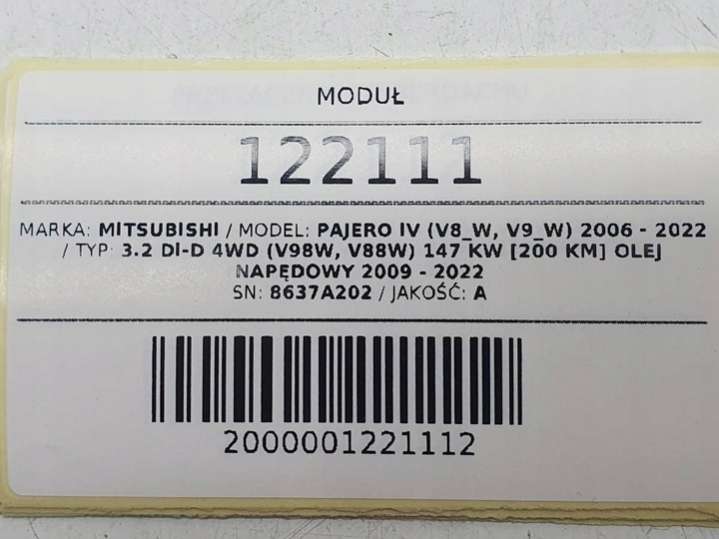 MODUŁ
122111
MARKA: MITSUBISHI / MODEL: PAJERO IV (V8_W, V9_W) 2006 - 2022
/ TYP: 3.2 DI-D 4WD (V98W, V88W) 147 KW [200 KM] OLEJ
NAPĘDOWY 2009 - 2022
SN: 8637A202 / JAKOŚĆ: A
2000001221112